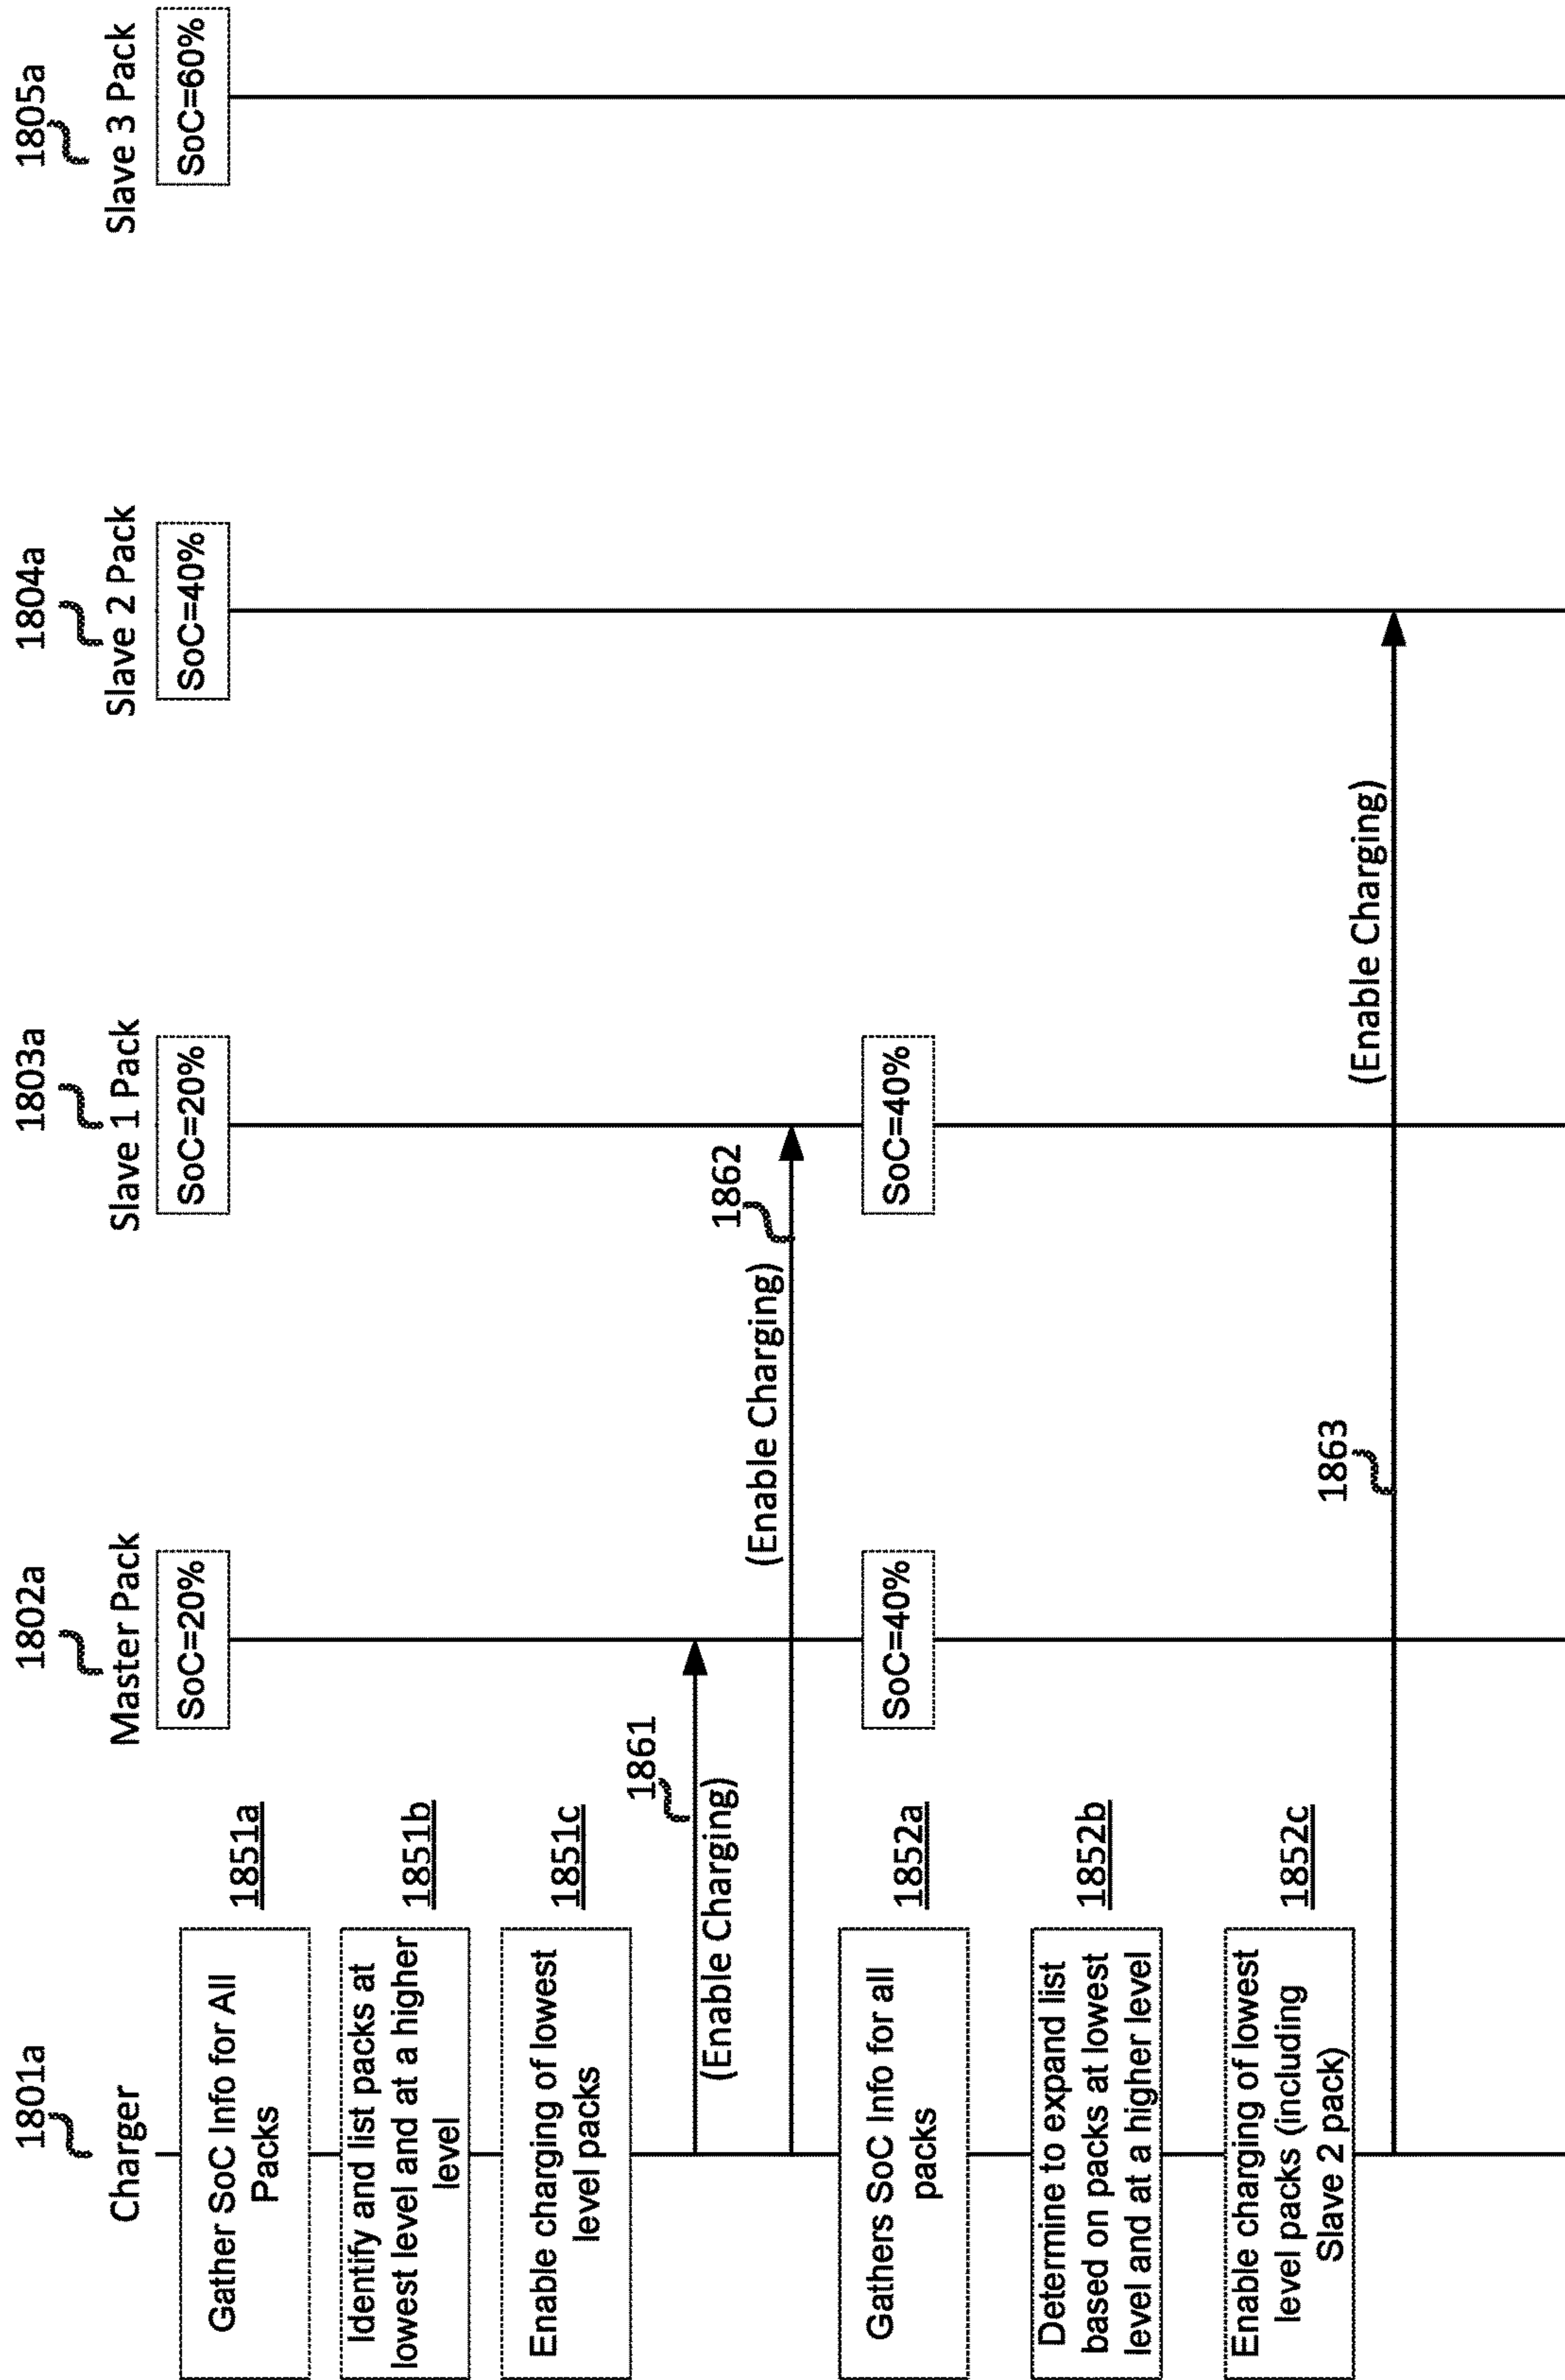 1801a
1802a
1803a
1804a
1805a
Charger
Master Pack
Slave 1 Pack
Slave 2 Pack
Slave 3 Pack
SoC=20%
SoC=20%
SoC=40%
SoC=60%
Gather SoC Info for All
Packs
1851a
Identify and list packs at
lowest level and at a higher
level
1851b
Enable charging of lowest
level packs
1851c
1861
(Enable Charging)
1862
(Enable Charging)
Gathers SoC Info for all
packs
1852a
SoC=40%
SoC=40%
Determine to expand list
based on packs at lowest
level and at a higher level
1852b
Enable charging of lowest
level packs (including
Slave 2 pack)
1852c
1863
(Enable Charging)